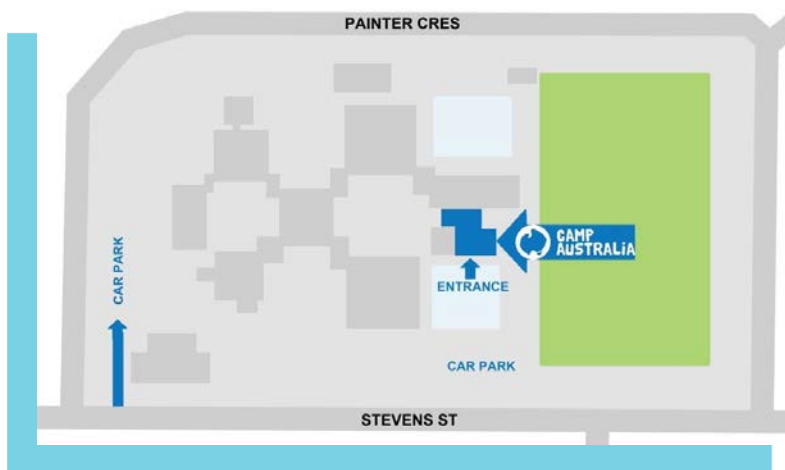 PAINTER CRES
CAMP
AUSTRALiA
CAR PARK
ENTRANCE
CAR PARK
STEVENS ST